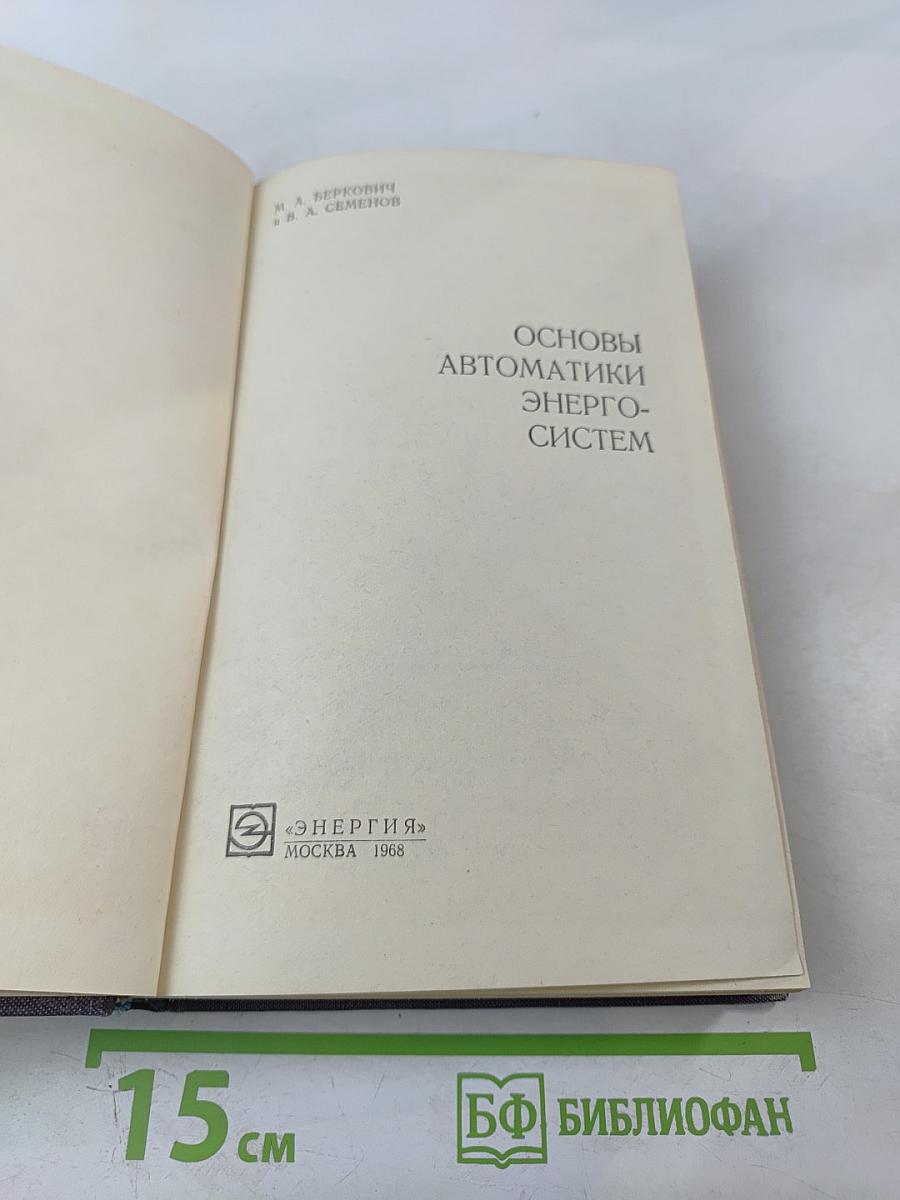 М. А. БЕРКОВИЧ
и В. А. СЕМЕНОВ
ОСНОВЫ
АВТОМАТИКИ
ЭНЕРГО-
СИСТЕМ
«ЭНЕРГИЯ»
МОСКВА 1968
15 см
БФ БИБЛИОФАН